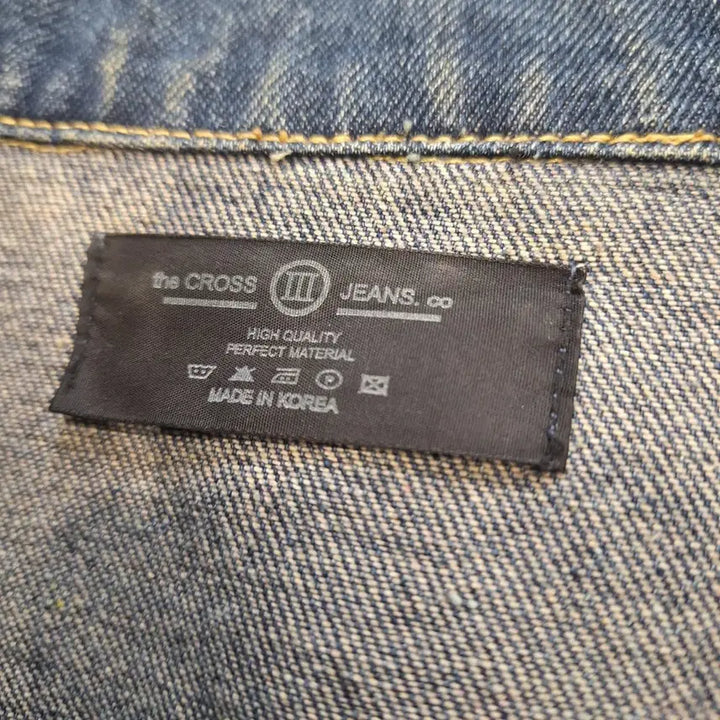 the CROSS III JEANS. co
HIGH QUALITY
PERFECT MATERIAL
P
MADE IN KOREA